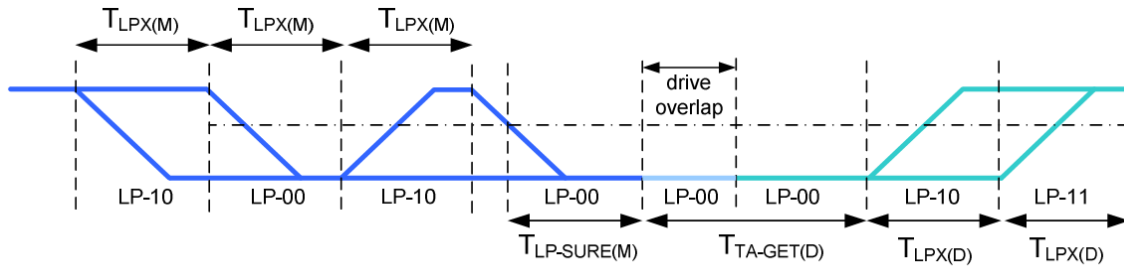 TLPX(M) TLPX(M) TLPX(M)
drive
overlap
LP-10 LP-00 LP-10 LP-00 LP-00 LP-00 LP-10 LP-11
TLP-SURE(M) TTA-GET(D) TLPX(D) TLPX(D)